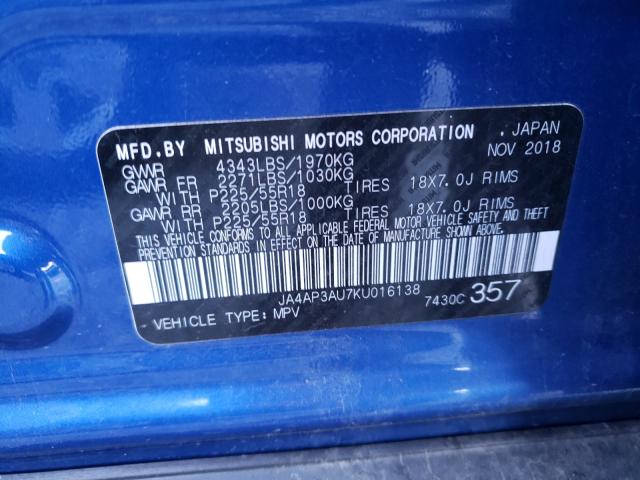 MFD.BY MITSUBISHI MOTORS CORPORATION . JAPAN
GVWR 4343LBS/1970KG NOV 2018
GAWR FR 2271LBS/1030KG
WITH P225/55R18 TIRES 18X7.0J RIMS
GAWR RR 2205LBS/1000KG
WITH P225/55R18 TIRES 18X7.0J RIMS
THIS VEHICLE CONFORMS TO ALL APPLICABLE FEDERAL MOTOR VEHICLE SAFETY AND THEFT
PREVENTION STANDARDS IN EFFECT ON THE DATE OF MANUFACTURE SHOWN ABOVE.
JA4AP3AU7KU016138 7430C 357
VEHICLE TYPE:MPV